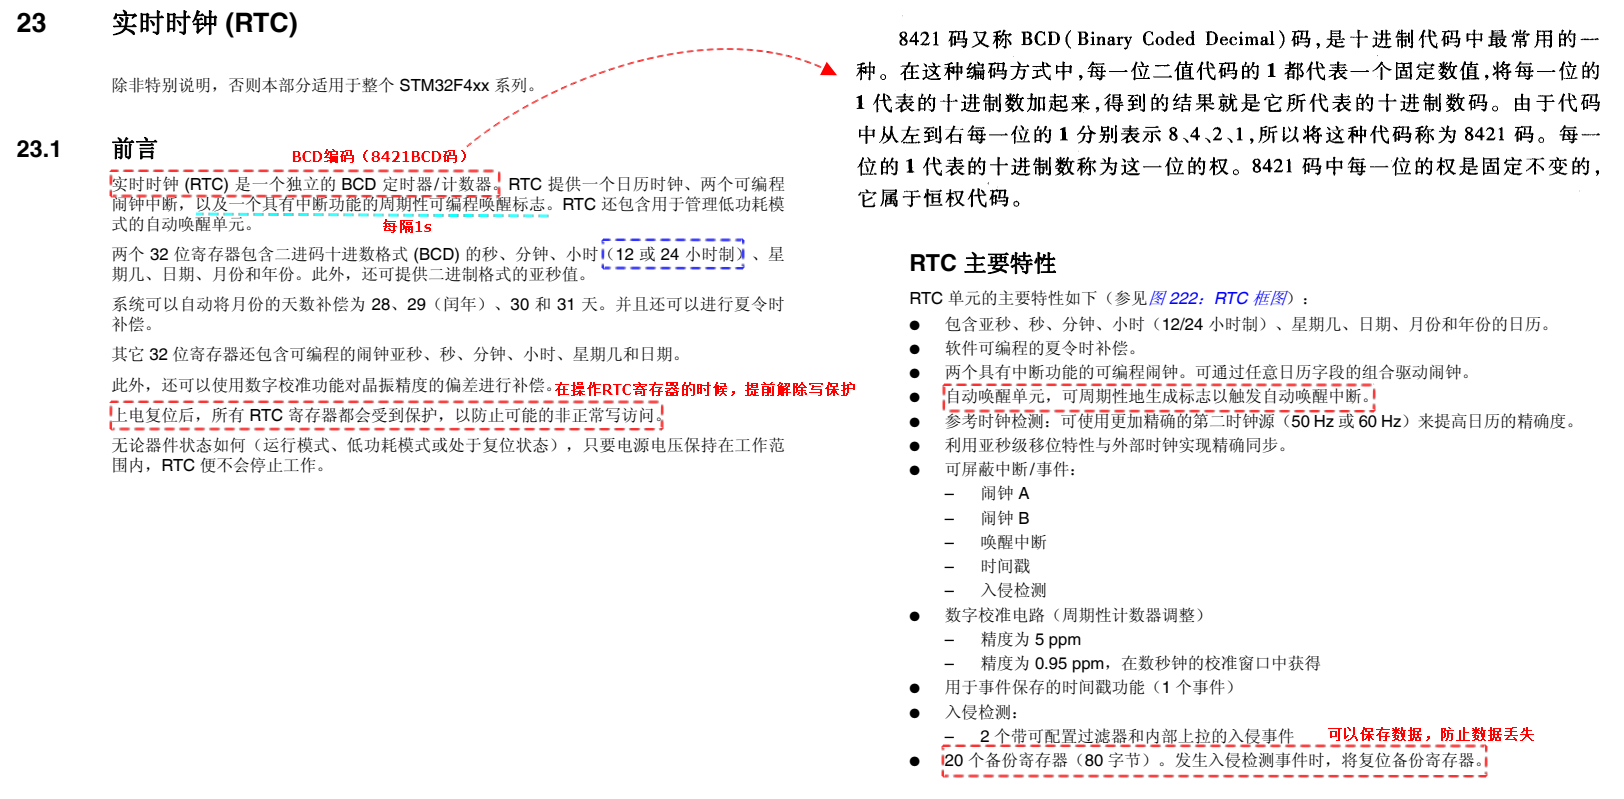 23 实时时钟 (RTC)
除非特别说明，否则本部分适用于整个 STM32F4xx 系列。
23.1 前言
BCD编码（8421BCD码）
实时时钟 (RTC) 是一个独立的 BCD 定时器/计数器。RTC 提供一个日历时钟、两个可编程
闹钟中断，以及一个具有中断功能的周期性可编程唤醒标志。RTC 还包含用于管理低功耗模
式的自动唤醒单元。
每隔1s
两个 32 位寄存器包含二进码十进数格式 (BCD) 的秒、分钟、小时（12 或 24 小时制）、星
期几、日期、月份和年份。此外，还可提供二进制格式的亚秒值。
系统可以自动将月份的天数补偿为 28、29（闰年）、30 和 31 天。并且还可以进行夏令时
补偿。
其它 32 位寄存器还包含可编程的闹钟亚秒、秒、分钟、小时、星期几和日期。
此外，还可以使用数字校准功能对晶振精度的偏差进行补偿。
在操作RTC寄存器的时候，提前解除写保护
上电复位后，所有 RTC 寄存器都会受到保护，以防止可能的非正常写访问。
无论器件状态如何（运行模式、低功耗模式或处于复位状态），只要电源电压保持在工作范
围内，RTC 便不会停止工作。
8421 码又称 BCD(Binary Coded Decimal)码,是十进制代码中最常用的一
种。在这种编码方式中,每一位二值代码的 1 都代表一个固定数值,将每一位的
1 代表的十进制数加起来,得到的结果就是它所代表的十进制数码。由于代码
中从左到右每一位的 1 分别表示 8、4、2、1,所以将这种代码称为 8421 码。每一
位的 1 代表的十进制数称为这一位的权。8421 码中每一位的权是固定不变的,
它属于恒权代码。
RTC 主要特性
RTC 单元的主要特性如下（参见图 222：RTC 框图）：
● 包含亚秒、秒、分钟、小时（12/24 小时制）、星期几、日期、月份和年份的日历。
● 软件可编程的夏令时补偿。
● 两个具有中断功能的可编程闹钟。可通过任意日历字段的组合驱动闹钟。
● 自动唤醒单元，可周期性地生成标志以触发自动唤醒中断。
● 参考时钟检测：可使用更加精确的第二时钟源（50 Hz 或 60 Hz）来提高日历的精确度。
● 利用亚秒级移位特性与外部时钟实现精确同步。
● 可屏蔽中断/事件：
– 闹钟 A
– 闹钟 B
– 唤醒中断
– 时间戳
– 入侵检测
● 数字校准电路（周期性计数器调整）
– 精度为 5 ppm
– 精度为 0.95 ppm，在数秒钟的校准窗口中获得
● 用于事件保存的时间戳功能（1 个事件）
● 入侵检测：
– 2 个带可配置过滤器和内部上拉的入侵事件
可以保存数据，防止数据丢失
● 20 个备份寄存器（80 字节）。发生入侵检测事件时，将复位备份寄存器。